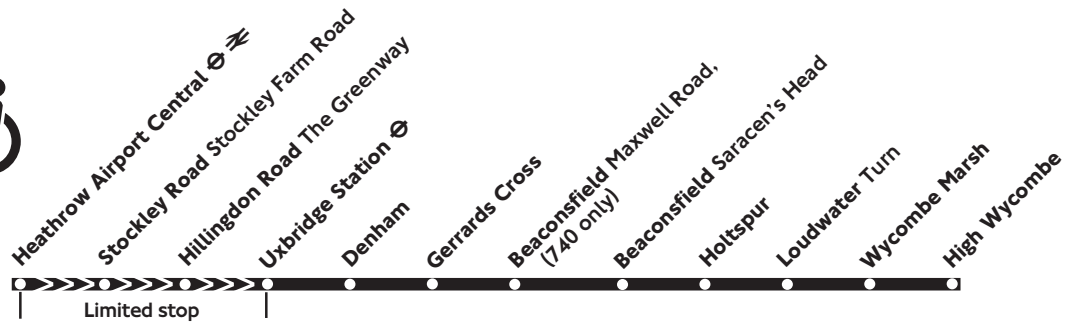 Heathrow Airport Central
Stockley Road Stockley Farm Road
Hillingdon Road The Greenway
Uxbridge Station
Denham
Gerrards Cross
Beaconsfield Maxwell Road,
(740 only)
Beaconsfield Saracen's Head
Holtspur
Loudwater Turn
Wycombe Marsh
High Wycombe
Limited stop